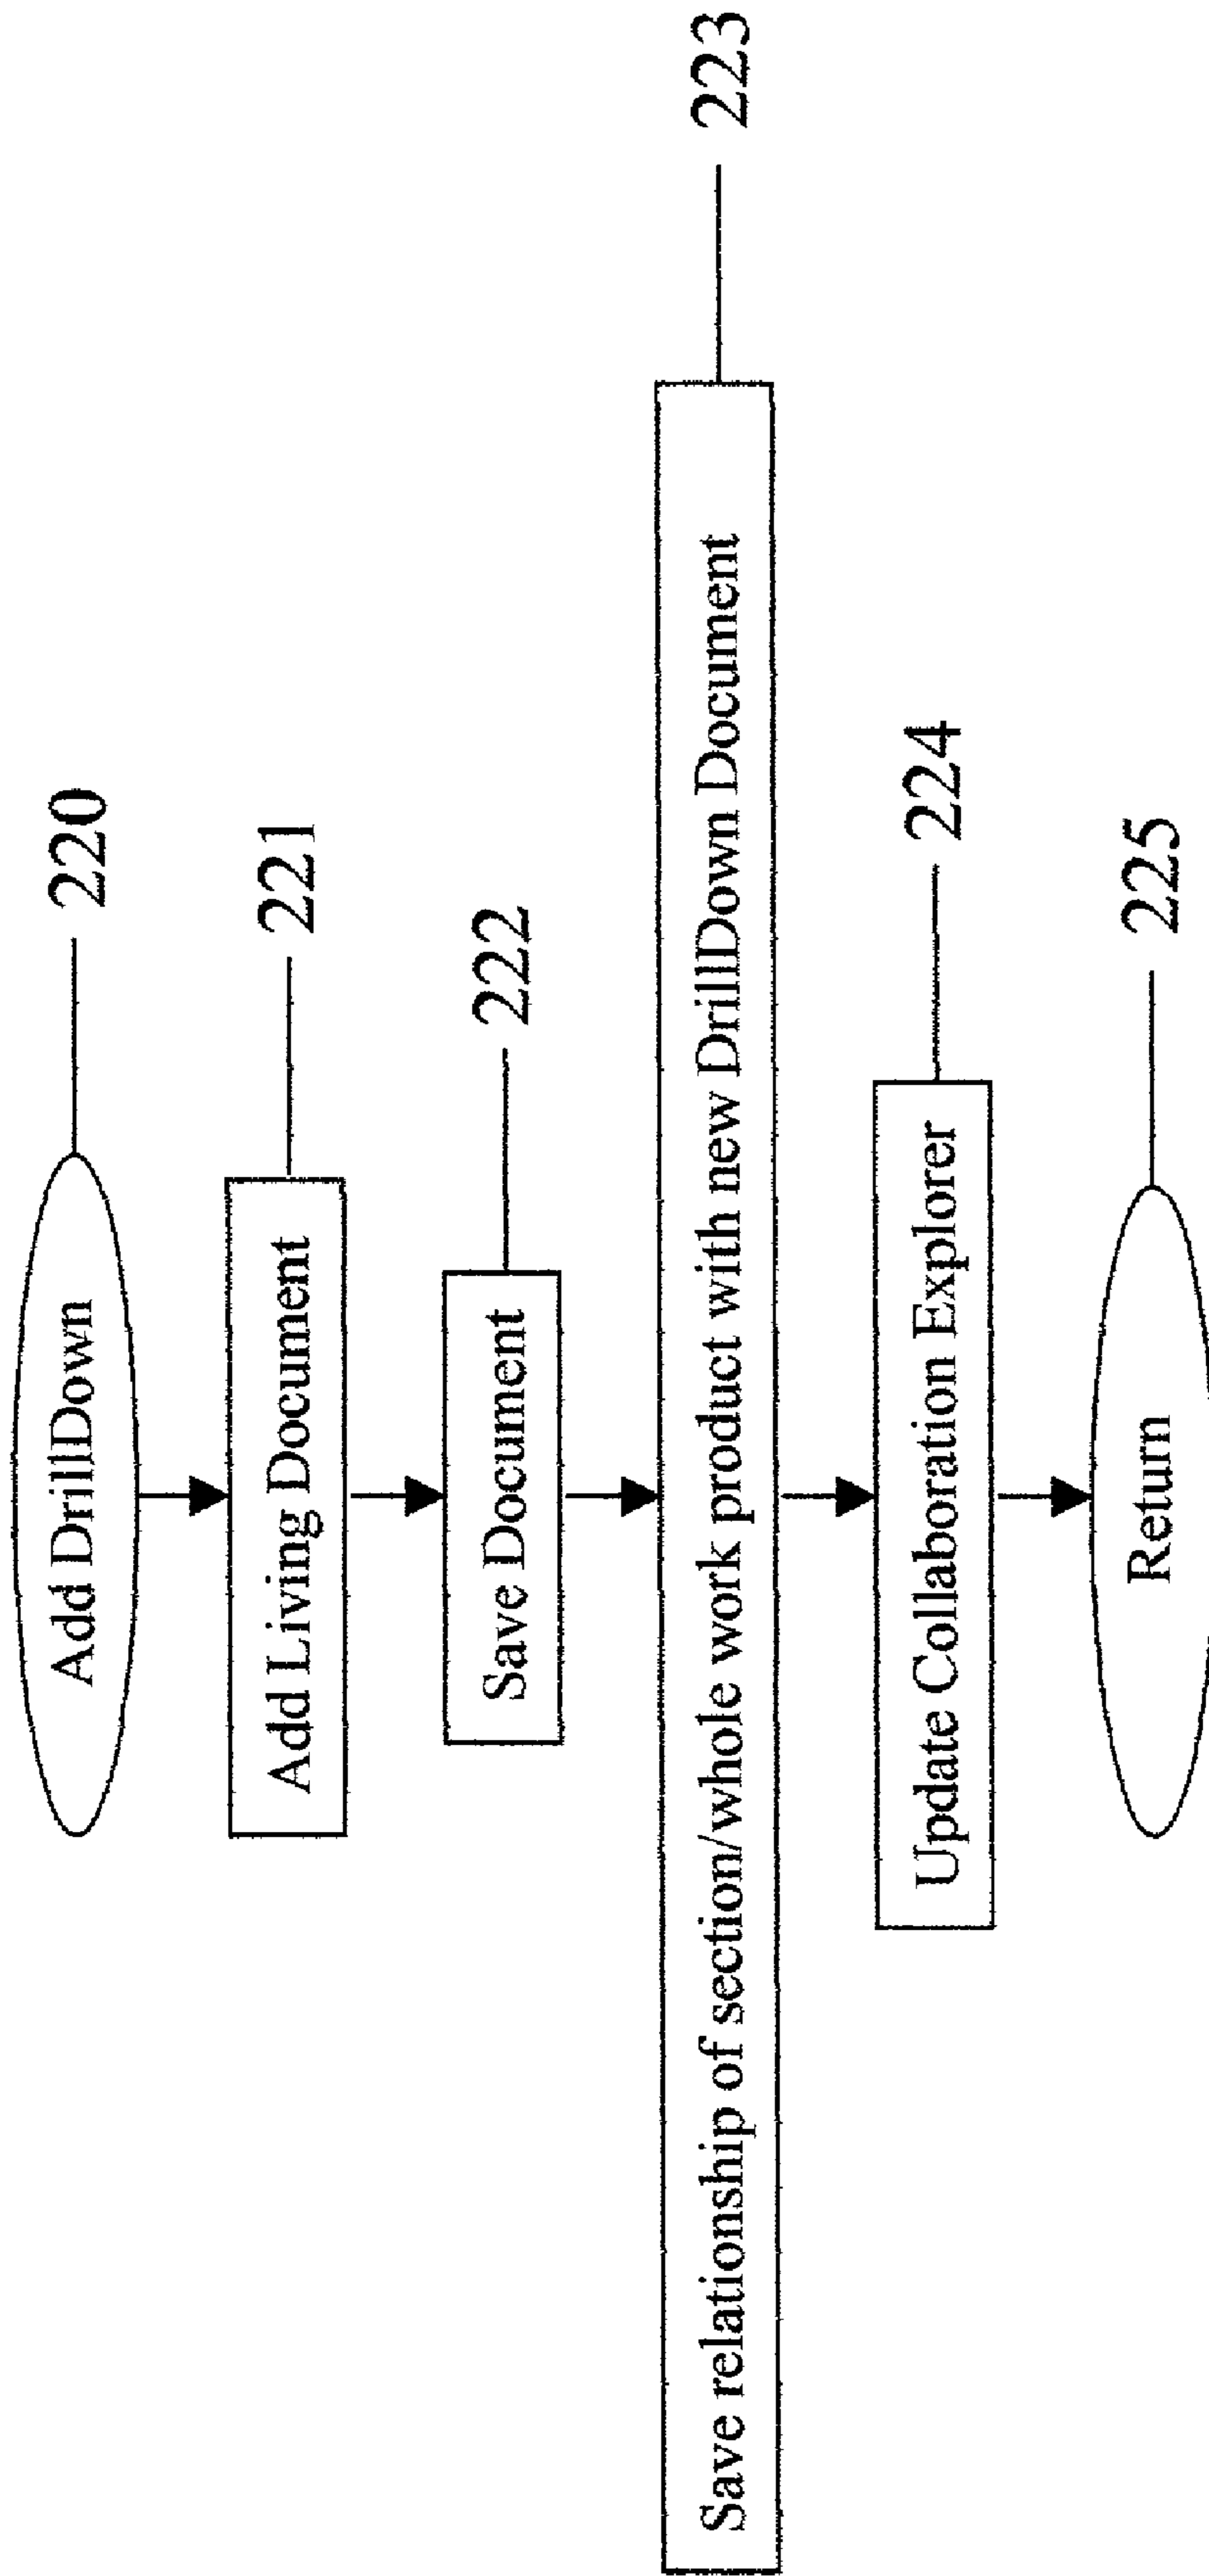 Add DrillDown
220
Add Living Document
221
Save Document
222
Save relationship of section/whole work product with new DrillDown Document
223
Update Collaboration Explorer
224
Return
225